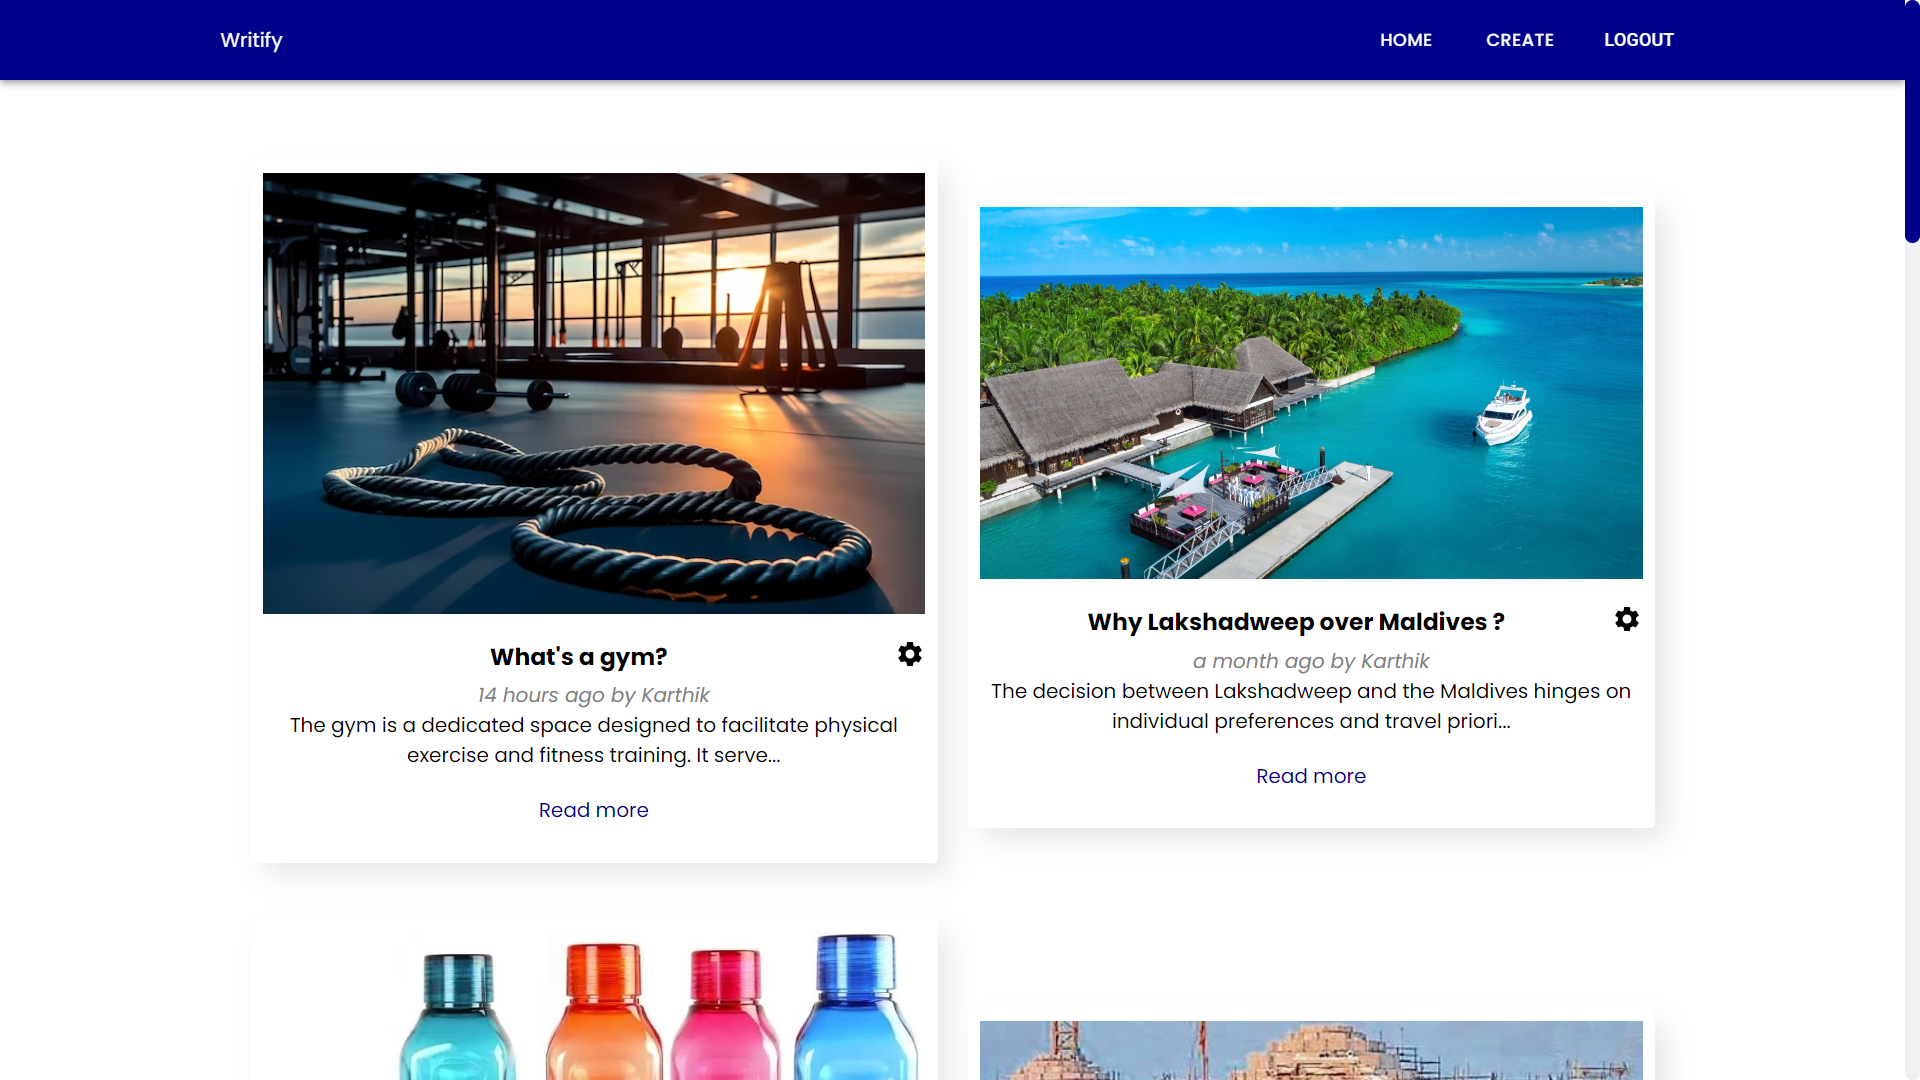 Writify
HOME
CREATE
LOGOUT
What's a gym?
14 hours ago by Karthik
The gym is a dedicated space designed to facilitate physical
exercise and fitness training. It serve...
Read more
Why Lakshadweep over Maldives ?
a month ago by Karthik
The decision between Lakshadweep and the Maldives hinges on
individual preferences and travel priori...
Read more